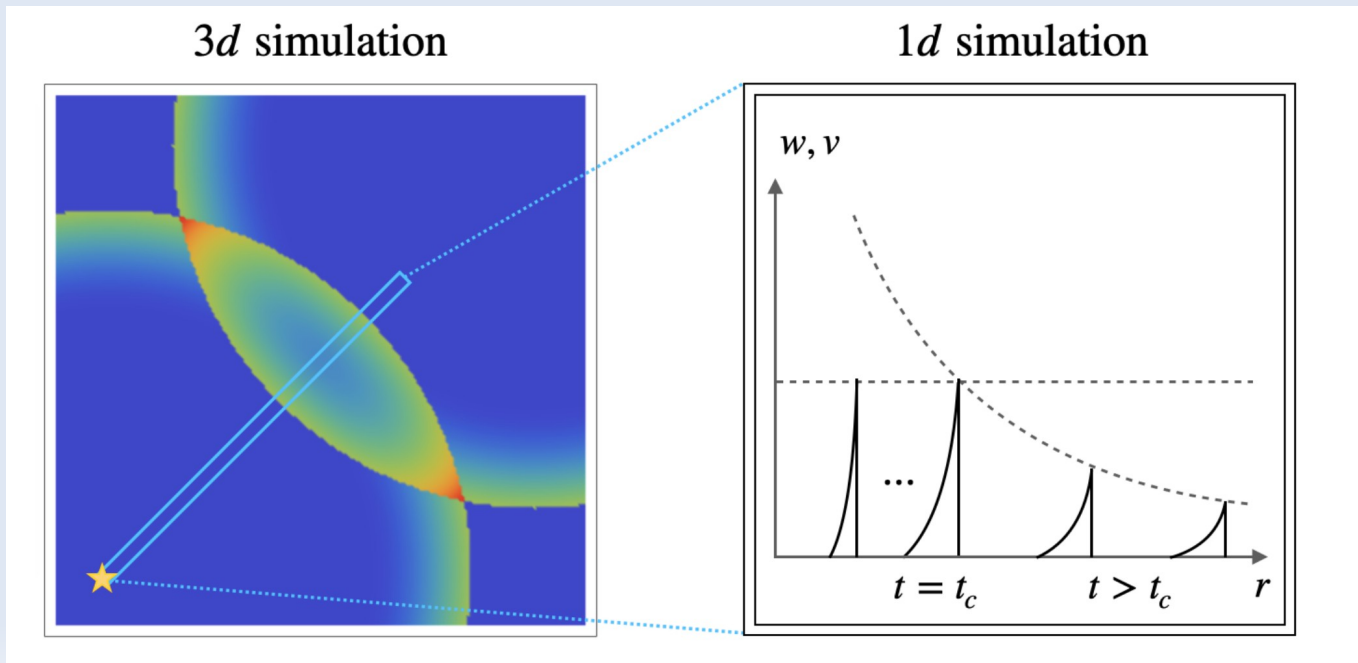 3d simulation
1d simulation
w, v
...
t = t_c
t > t_c
r